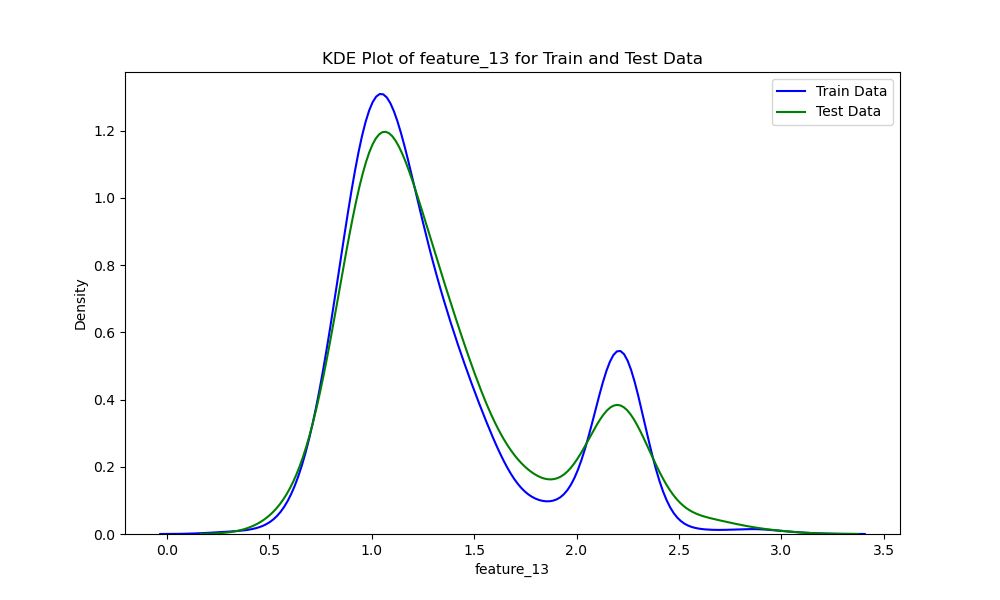 KDE Plot of feature_13 for Train and Test Data
Train Data
Test Data
1.2
1.0
0.8
0.6
0.4
0.2
0.0
Density
0.0 0.5 1.0 1.5 2.0 2.5 3.0 3.5
feature_13